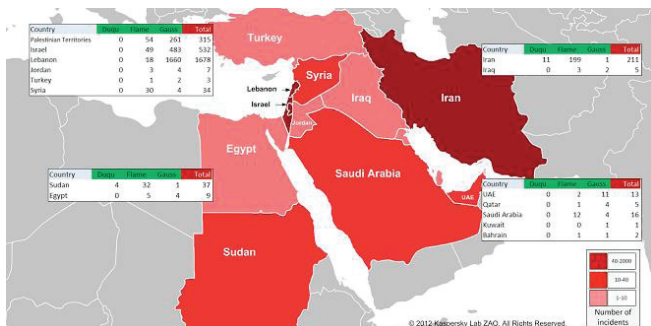 Country Duqu Flame Gauss Total
Palestinian Territories 0 54 261 315
Israel 0 49 483 532
Lebanon 0 18 1660 1678
Jordan 0 3 4 7
Turkey 0 1 2 3
Syria 0 30 4 34
Turkey
Country Duqu Flame Gauss Total
Iran 11 199 1 211
Iraq 0 3 2 5
Syria
Lebanon
Iraq
Iran
Israel
Jordan
Egypt
Saudi Arabia
Country Duqu Flame Gauss Total
Sudan 4 32 1 37
Egypt 0 5 4 9
UAE
Country Duqu Flame Gauss Total
UAE 0 2 11 13
Qatar 0 1 4 5
Saudi Arabia 0 12 4 16
Kuwait 0 0 1 1
Bahrain 0 1 1 2
Sudan
40-2000
10-40
1-10
Number of
incidents
© 2012 Kaspersky Lab ZAO. All Rights Reserved.